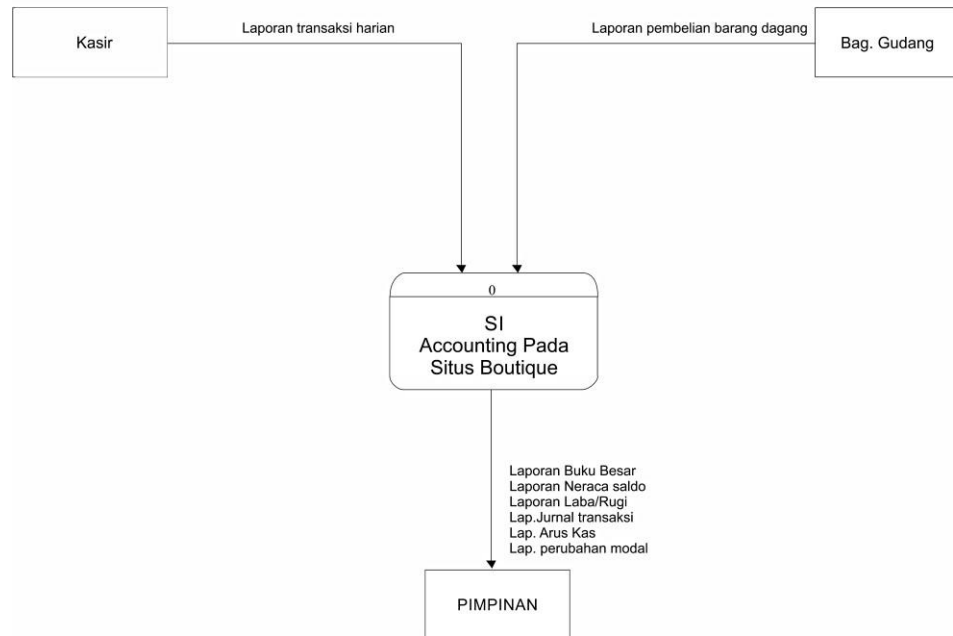 Kasir
Laporan transaksi harian
Laporan pembelian barang dagang
Bag. Gudang
0
SI
Accounting Pada
Situs Boutique
Laporan Buku Besar
Laporan Neraca saldo
Laporan Laba/Rugi
Lap.Jurnal transaksi
Lap. Arus Kas
Lap. perubahan modal
PIMPINAN